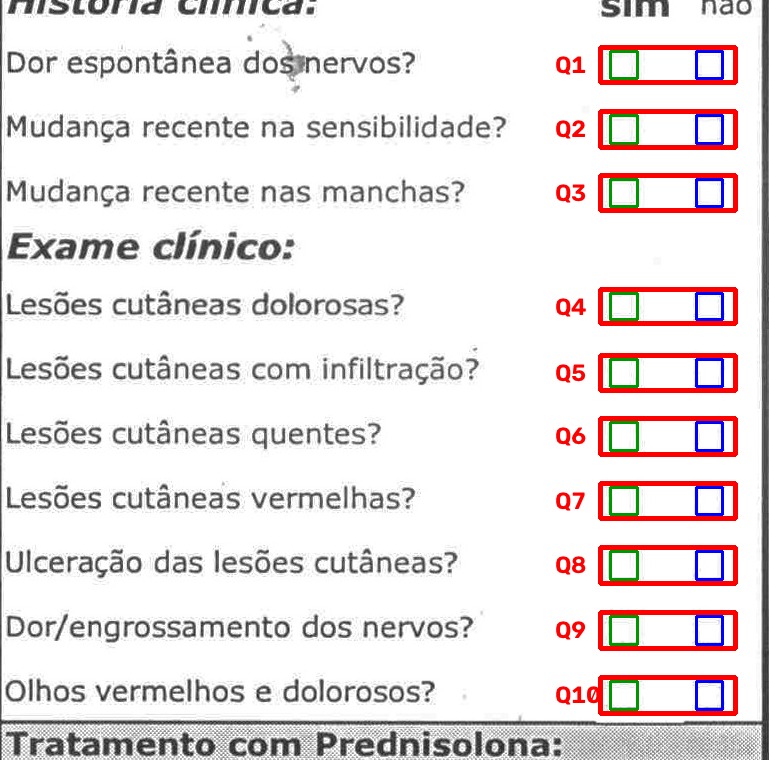 História clínica: sim não
Dor espontânea dos nervos? Q1
Mudança recente na sensibilidade? Q2
Mudança recente nas manchas? Q3
Exame clínico:
Lesões cutâneas dolorosas? Q4
Lesões cutâneas com infiltração? Q5
Lesões cutâneas quentes? Q6
Lesões cutâneas vermelhas? Q7
Ulceração das lesões cutâneas? Q8
Dor/engrossamento dos nervos? Q9
Olhos vermelhos e dolorosos? Q10
Tratamento com Prednisolona: